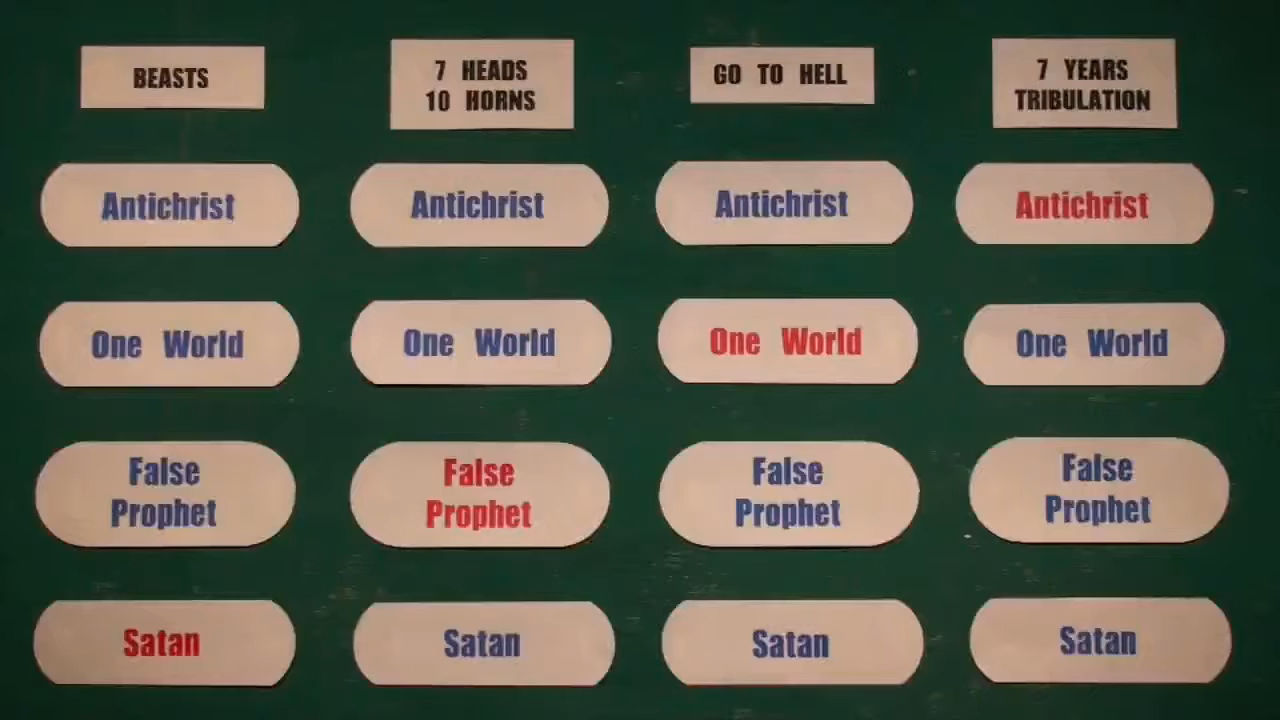 BEASTS
7 HEADS
10 HORNS
GO TO HELL
7 YEARS
TRIBULATION
Antichrist
Antichrist
Antichrist
Antichrist
One World
One World
One World
One World
False
Prophet
False
Prophet
False
Prophet
False
Prophet
Satan
Satan
Satan
Satan